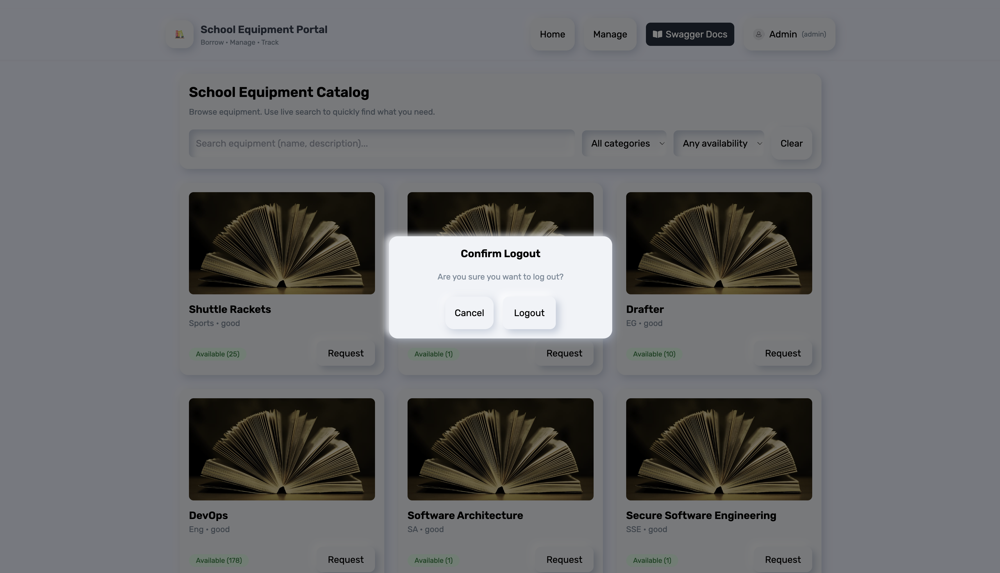 School Equipment Portal
Borrow • Manage • Track
Home
Manage
Swagger Docs
Admin (admin)
School Equipment Catalog
Browse equipment. Use live search to quickly find what you need.
Search equipment (name, description)...
All categories
Any availability
Clear
Confirm Logout
Are you sure you want to log out?
Cancel
Logout
Shuttle Rackets
Sports • good
Available (25)
Request
Available (1)
Request
Drafter
EG • good
Available (10)
Request
DevOps
Eng • good
Available (178)
Request
Software Architecture
SA • good
Available (1)
Request
Secure Software Engineering
SSE • good
Available (1)
Request